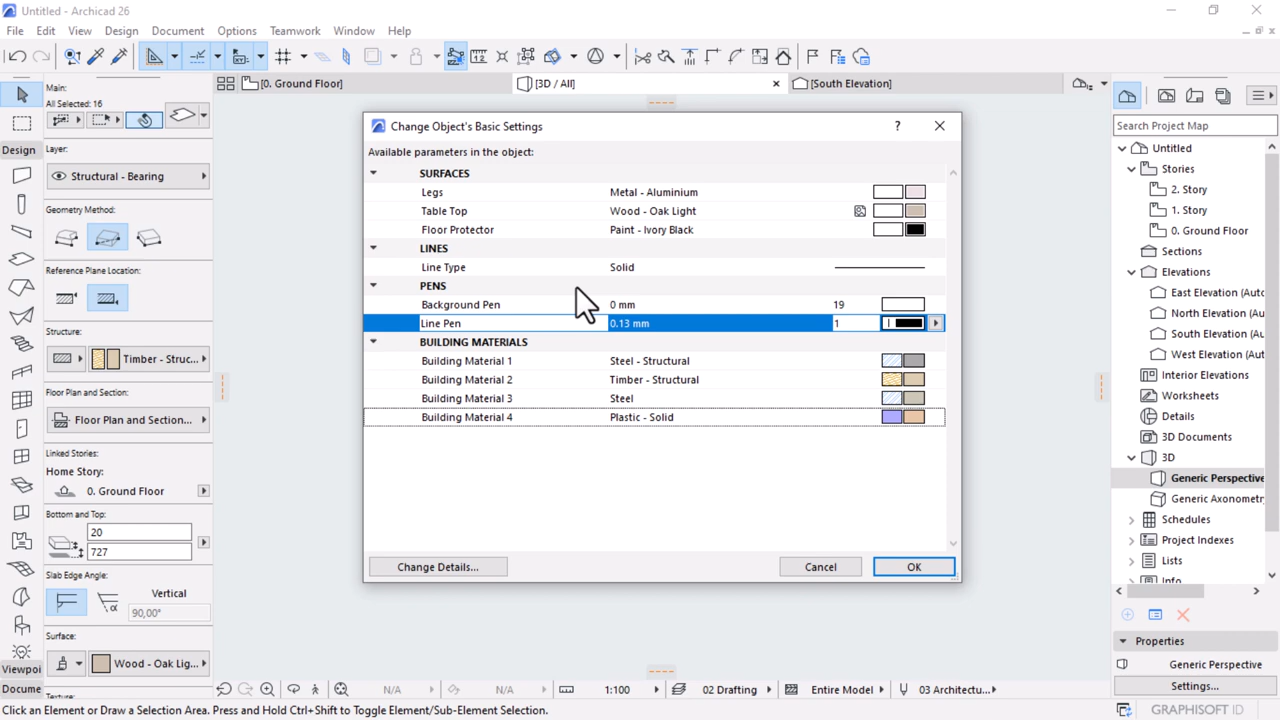 Untitled - Archicad 26
File Edit View Design Document Options Teamwork Window Help
[0. Ground Floor] [3D / All] [South Elevation]
Main:
All Selected: 16
Layer:
Structural - Bearing
Geometry Method:
Reference Plane Location:
Structure:
Timber - Struc...
Floor Plan and Section:
Floor Plan and Section...
Linked Stories:
Home Story:
0. Ground Floor
Bottom and Top:
20
727
Slab Edge Angle:
Vertical
90,00°
Surface:
Wood - Oak Lig...
Design
Viewpoi
Docume
Change Object's Basic Settings
Available parameters in the object:
SURFACES
Legs Metal - Aluminium
Table Top Wood - Oak Light
Floor Protector Paint - Ivory Black
LINES
Line Type Solid
PENS
Background Pen 0 mm 19
Line Pen 0.13 mm 1
BUILDING MATERIALS
Building Material 1 Steel - Structural
Building Material 2 Timber - Structural
Building Material 3 Steel
Building Material 4 Plastic - Solid
Change Details... Cancel OK
Search Project Map
Untitled
Stories
2. Story
1. Story
0. Ground Floor
Sections
Elevations
East Elevation (Auto
North Elevation (Au
South Elevation (Au
West Elevation (Aut
Interior Elevations
Worksheets
Details
3D Documents
3D
Generic Perspective
Generic Axonometry
Schedules
Project Indexes
Lists
Info
Properties
Generic Perspective
Settings...
N/A N/A 1:100 02 Drafting Entire Model 03 Architectu...
Click an Element or Draw a Selection Area. Press and Hold Ctrl+Shift to Toggle Element/Sub-Element Selection.
GRAPHISOFT ID